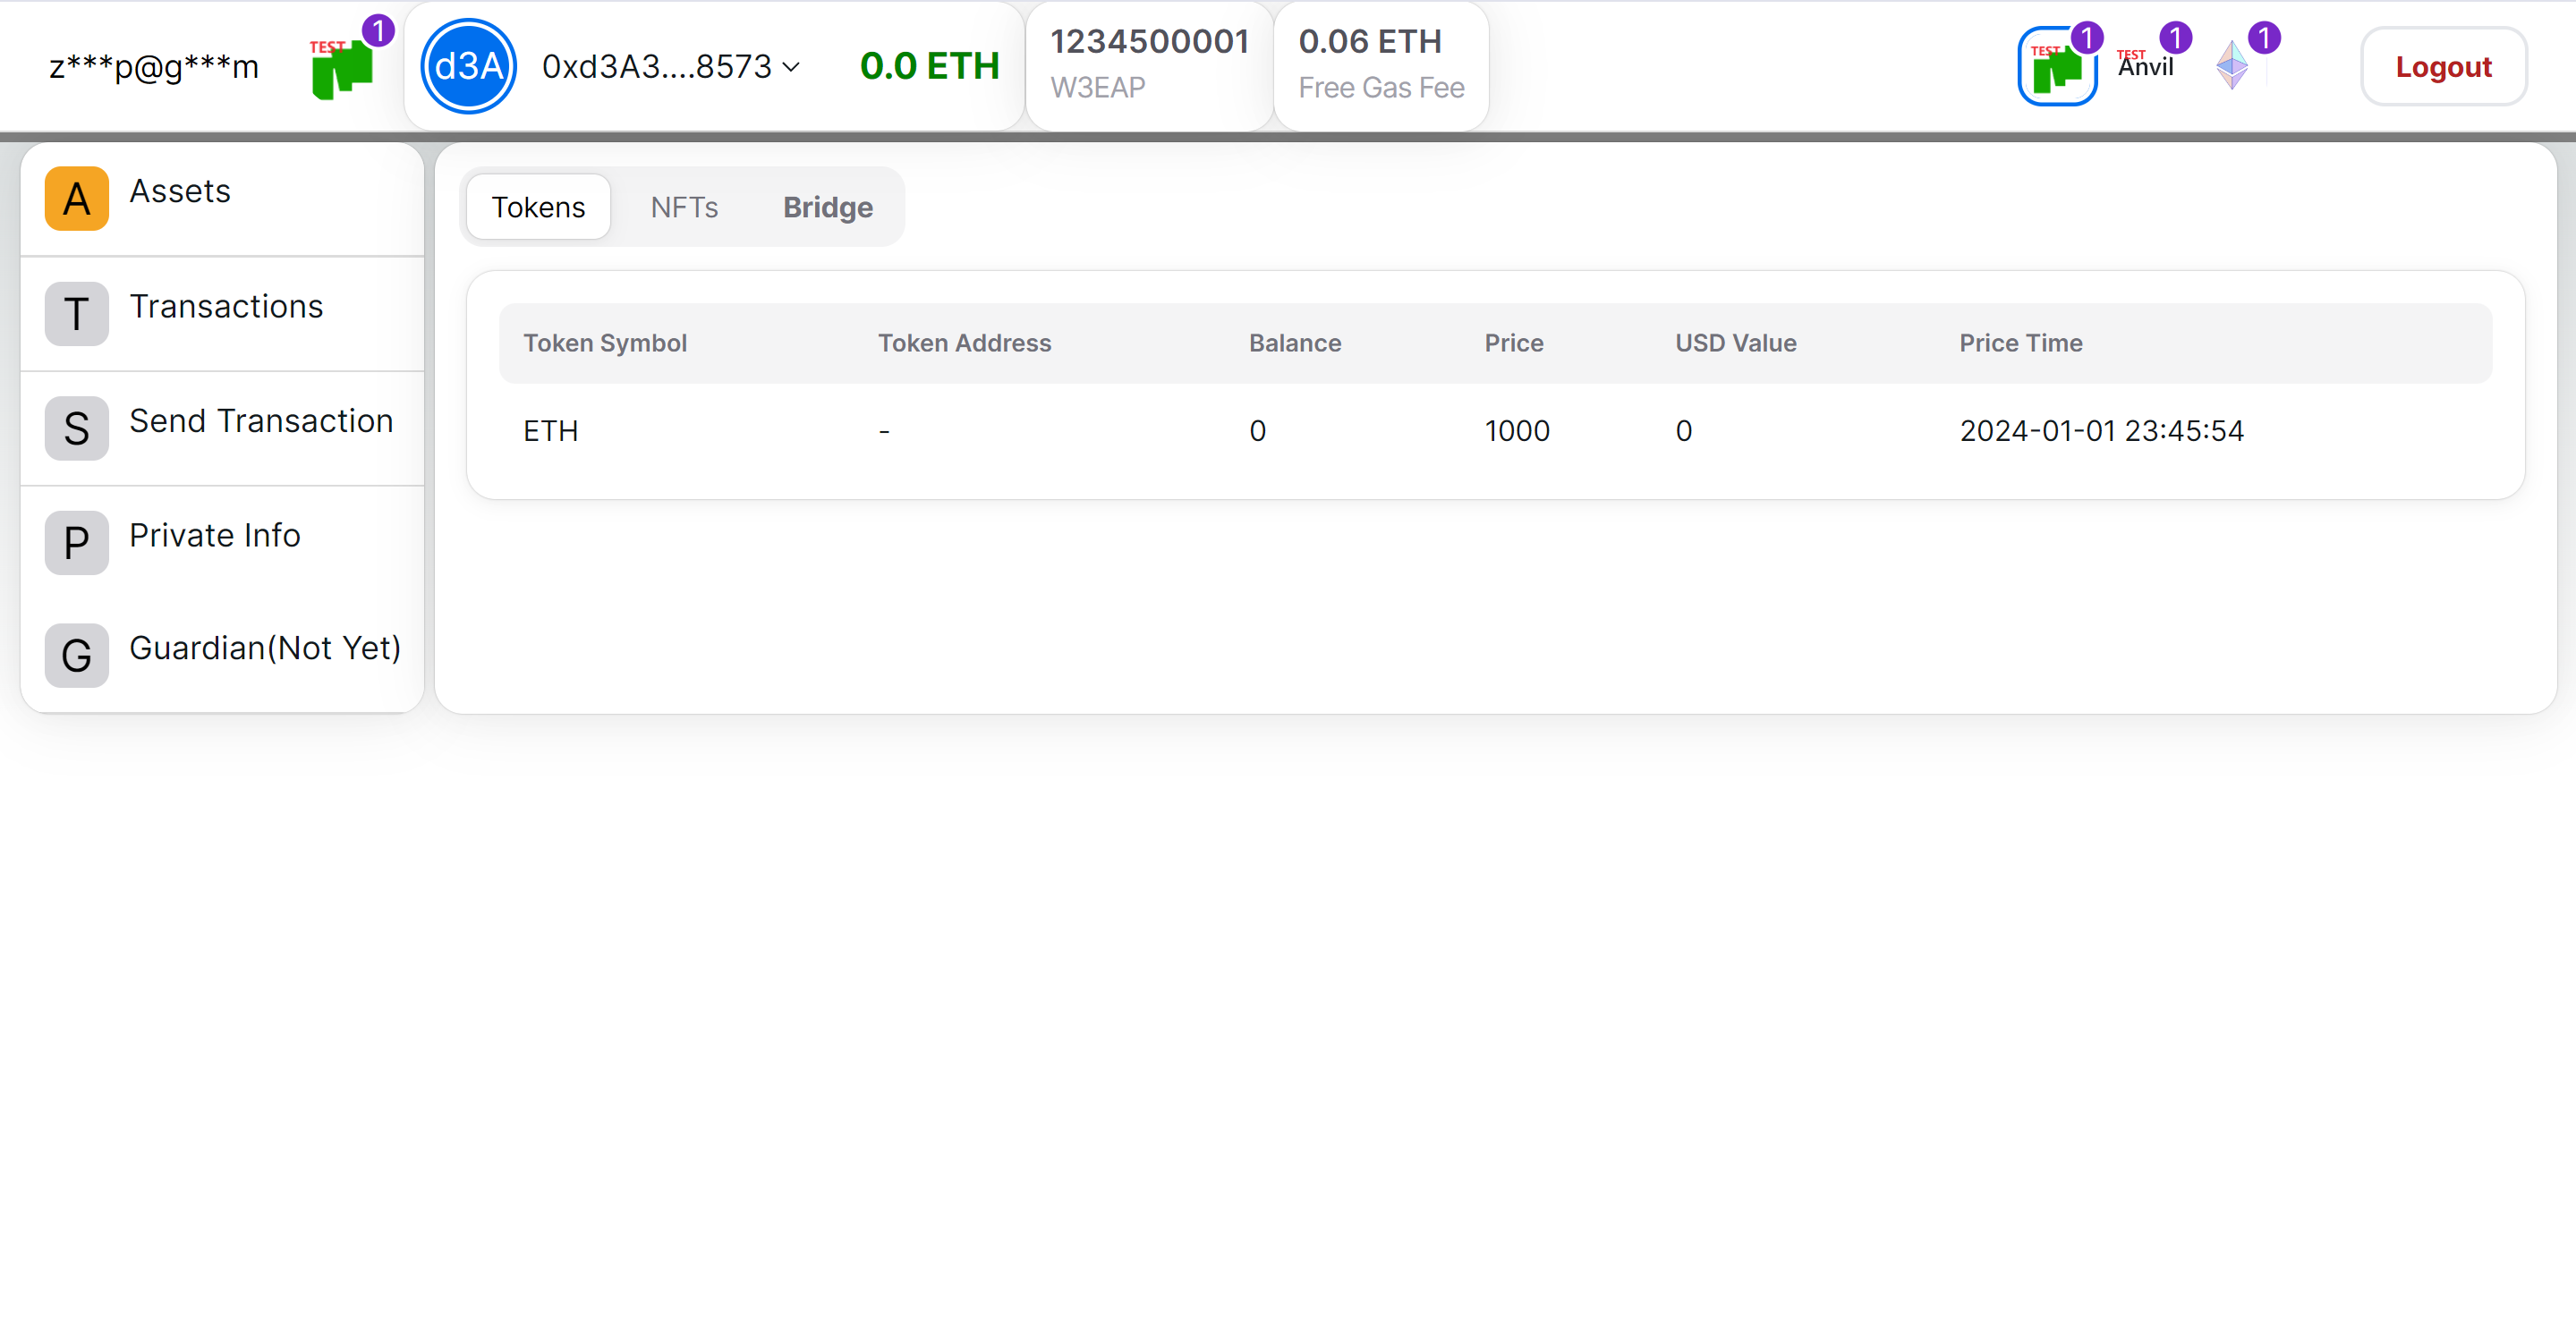 z***p@g***m
TEST
1
d3A
0xd3A3....8573
0.0 ETH
1234500001
W3EAP
0.06 ETH
Free Gas Fee
TEST
1
TEST
Anvil
1
1
Logout
A
Assets
T
Transactions
S
Send Transaction
P
Private Info
G
Guardian(Not Yet)
Tokens
NFTs
Bridge
Token Symbol Token Address Balance Price USD Value Price Time
ETH - 0 1000 0 2024-01-01 23:45:54